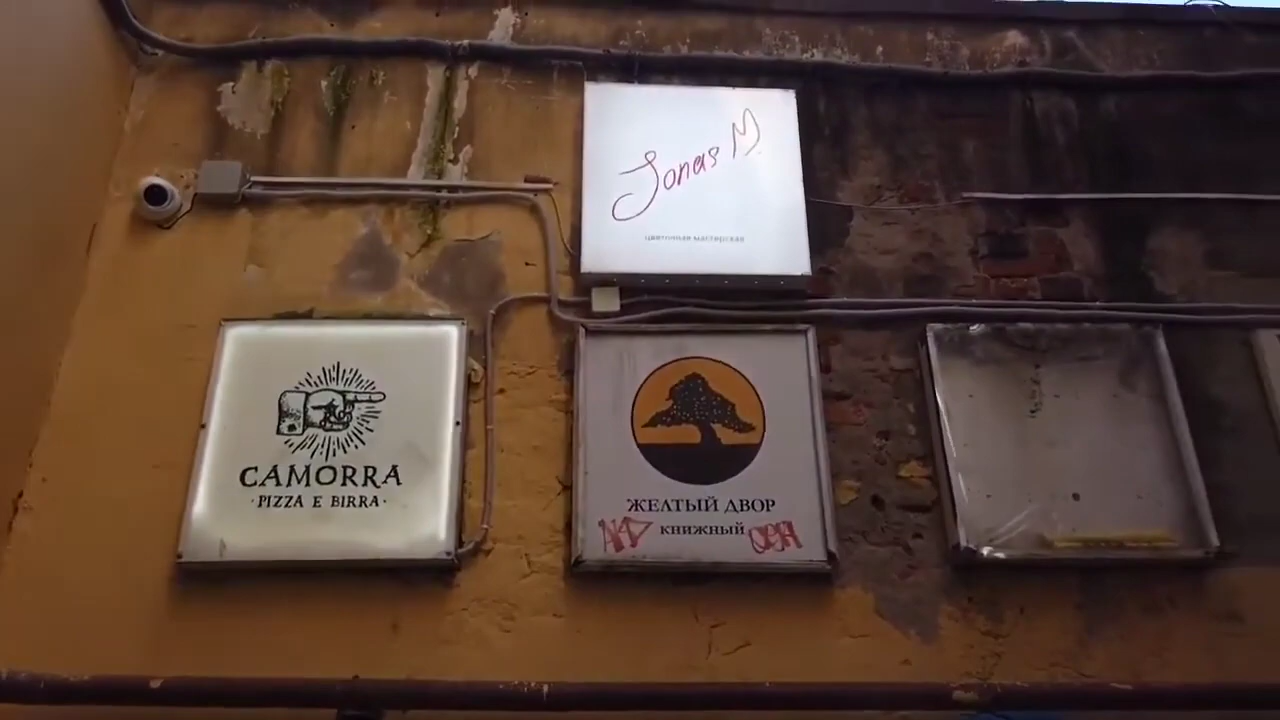 Jonas M.
цветочная мастерская
CAMORRA
· PIZZA E BIRRA ·
ЖЕЛТЫЙ ДВОР
книжный